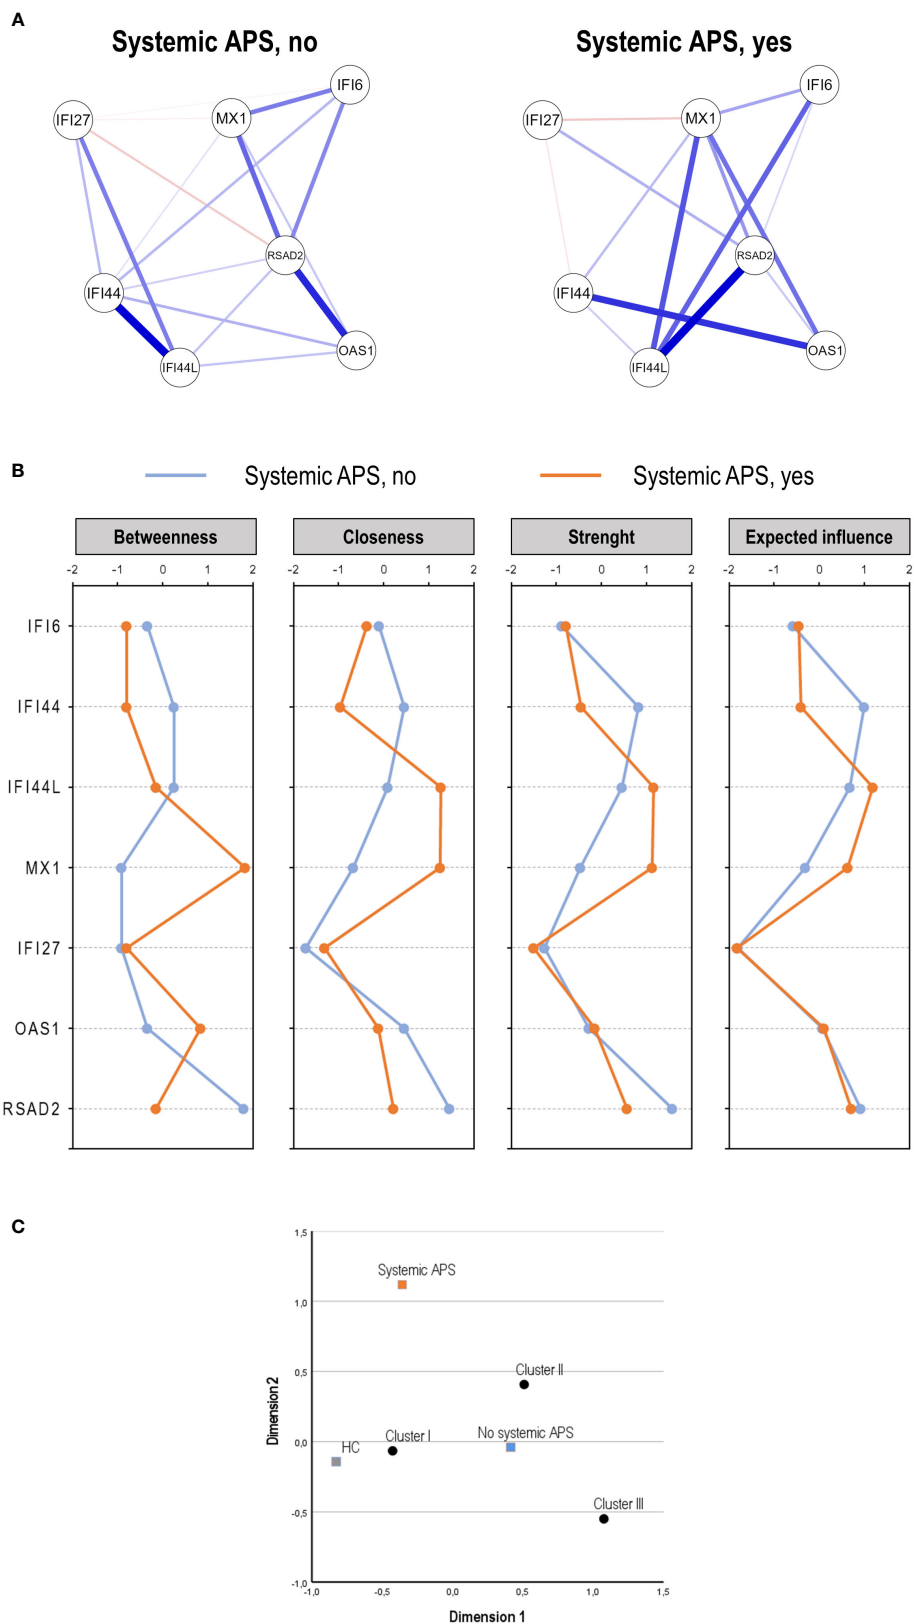 A
Systemic APS, no
Systemic APS, yes
IFI6
IFI27
MX1
RSAD2
IFI44
OAS1
IFI44L
IFI6
IFI27
MX1
RSAD2
IFI44
OAS1
IFI44L
B
Systemic APS, no
Systemic APS, yes
Betweenness
Closeness
Strenght
Expected influence
-2 -1 0 1 2
-2 -1 0 1 2
-2 -1 0 1 2
-2 -1 0 1 2
IFI6
IFI44
IFI44L
MX1
IFI27
OAS1
RSAD2
C
1,5
Systemic APS
1,0
0,5
Cluster II
Dimension 2
0,0
HC
Cluster I
No systemic APS
-0,5
Cluster III
-1,0
-1,0 -0,5 0,0 0,5 1,0 1,5
Dimension 1